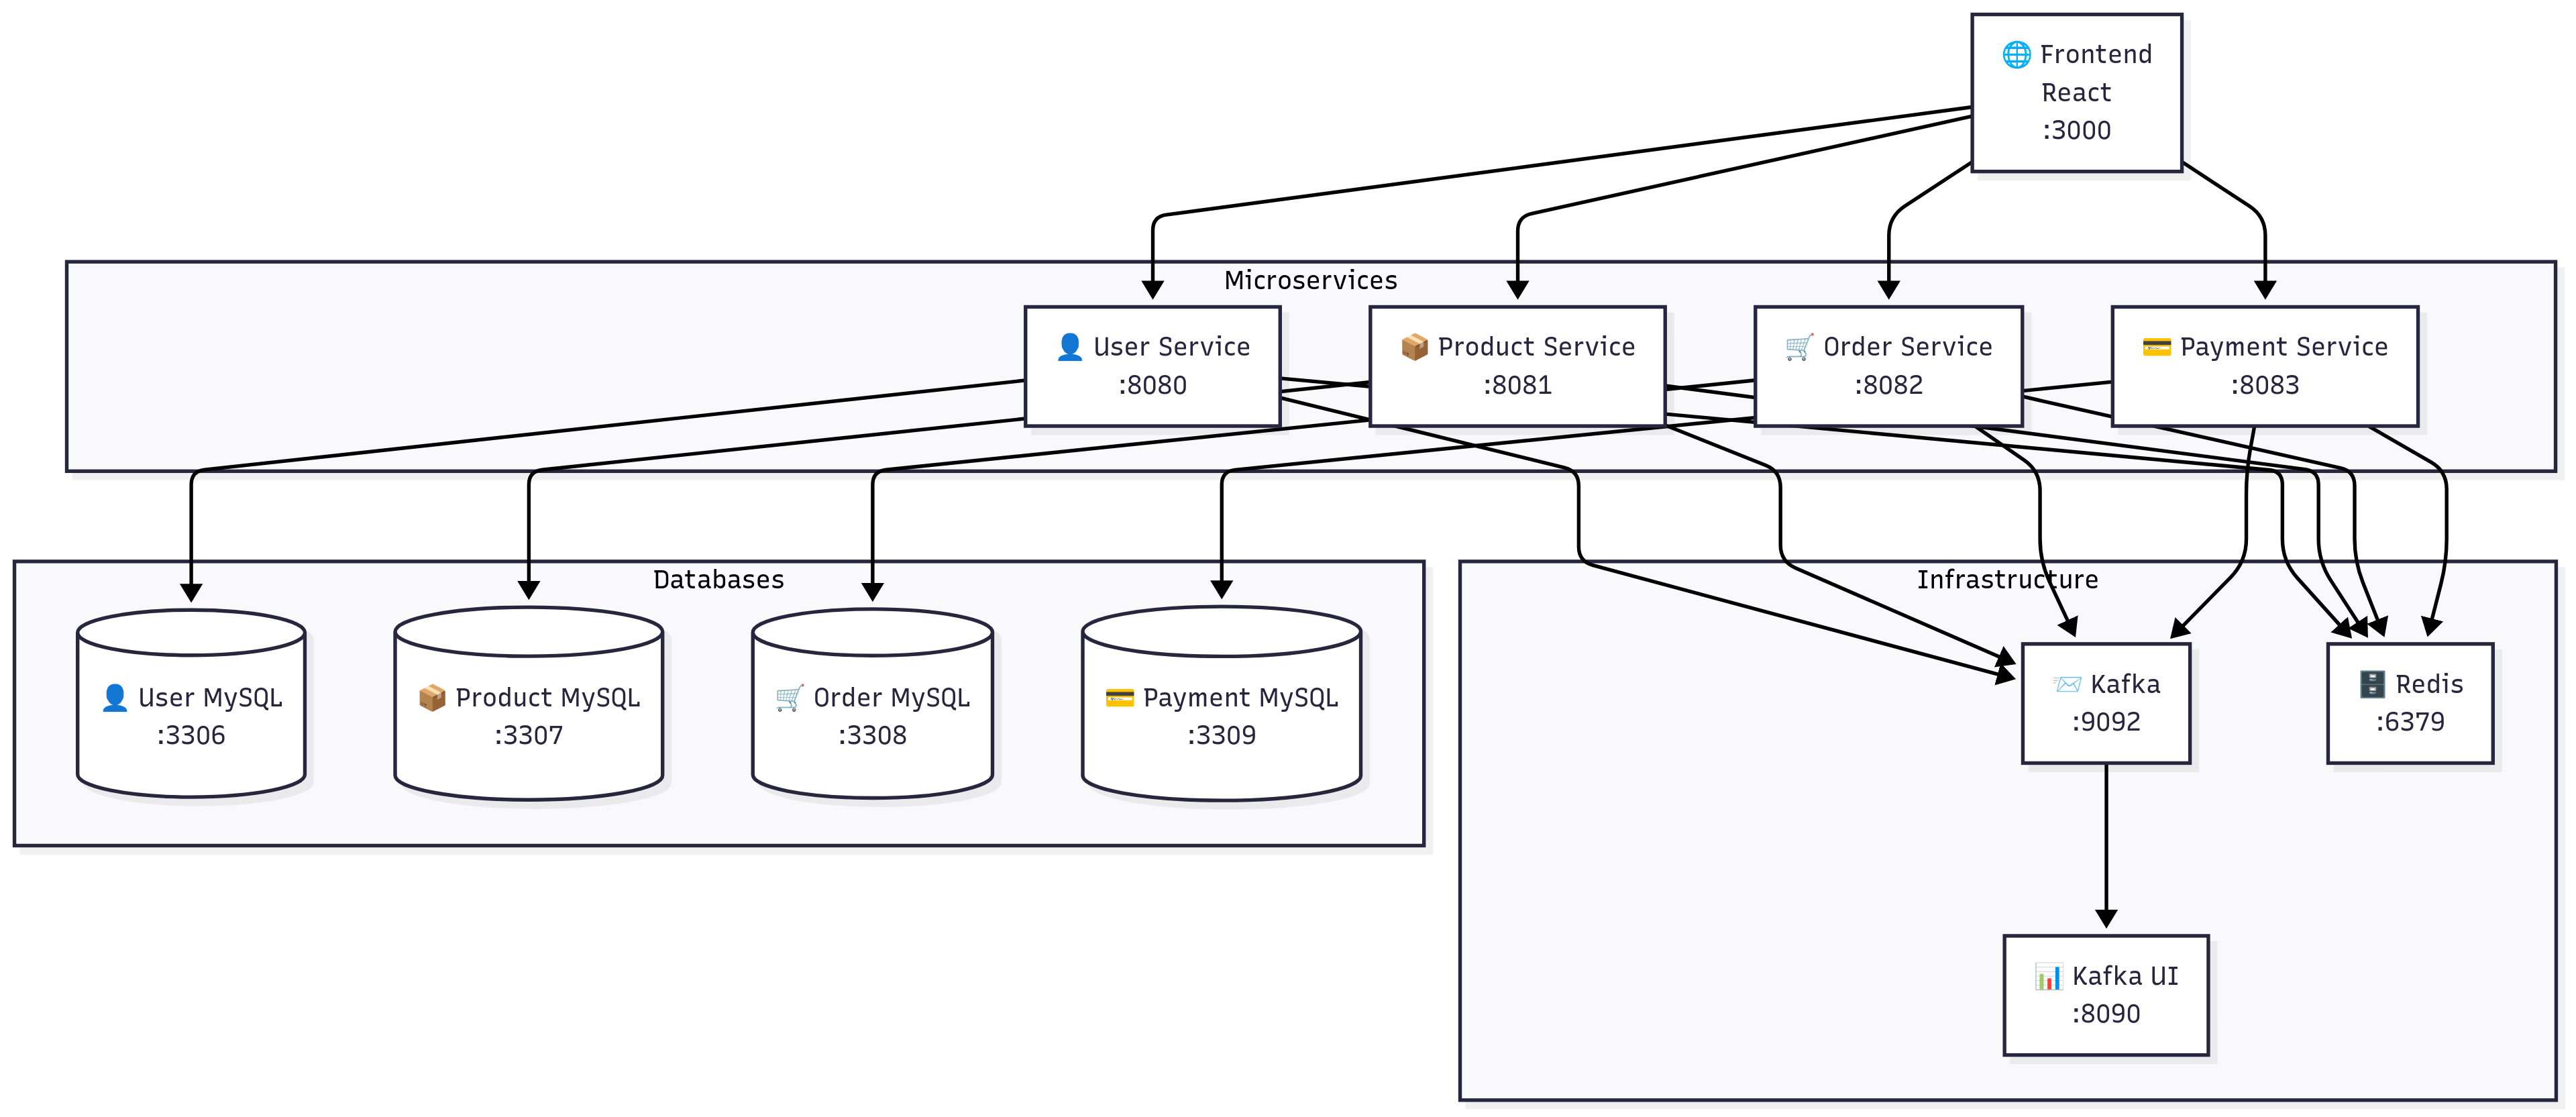 Frontend
React
:3000
Microservices
User Service
:8080
Product Service
:8081
Order Service
:8082
Payment Service
:8083
Databases
User MySQL
:3306
Product MySQL
:3307
Order MySQL
:3308
Payment MySQL
:3309
Infrastructure
Kafka
:9092
Redis
:6379
Kafka UI
:8090